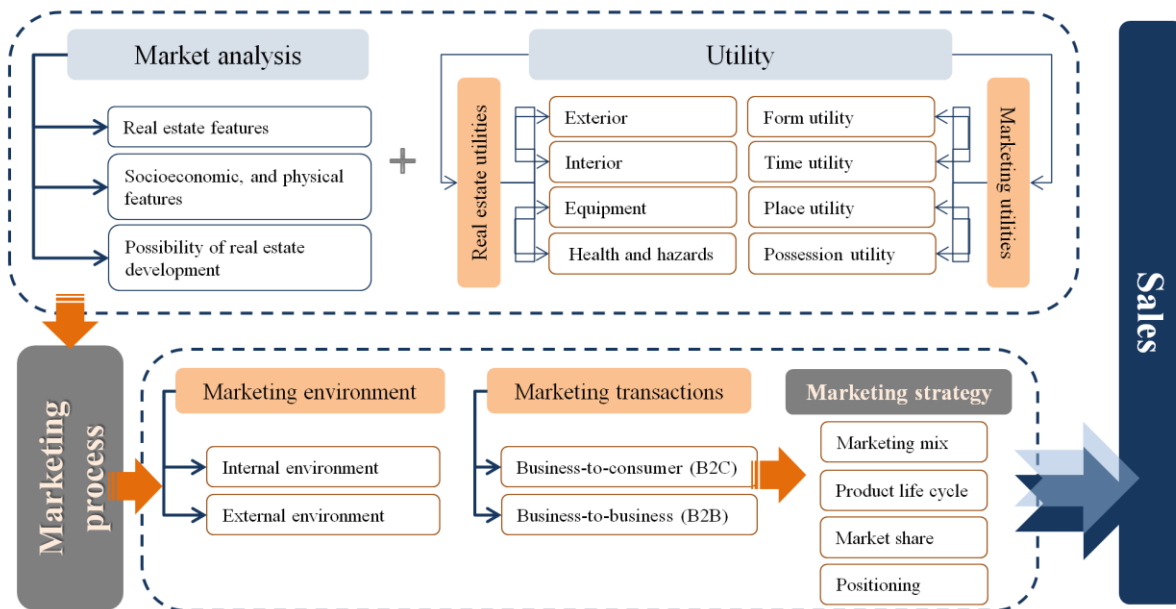 Market analysis
Real estate features
Socioeconomic, and physical
features
Possibility of real estate
development
+
Utility
Real estate utilities
Exterior
Interior
Equipment
Health and hazards
Form utility
Time utility
Place utility
Possession utility
Marketing utilities
Marketing
process
Marketing environment
Internal environment
External environment
Marketing transactions
Business-to-consumer (B2C)
Business-to-business (B2B)
Marketing strategy
Marketing mix
Product life cycle
Market share
Positioning
Sales